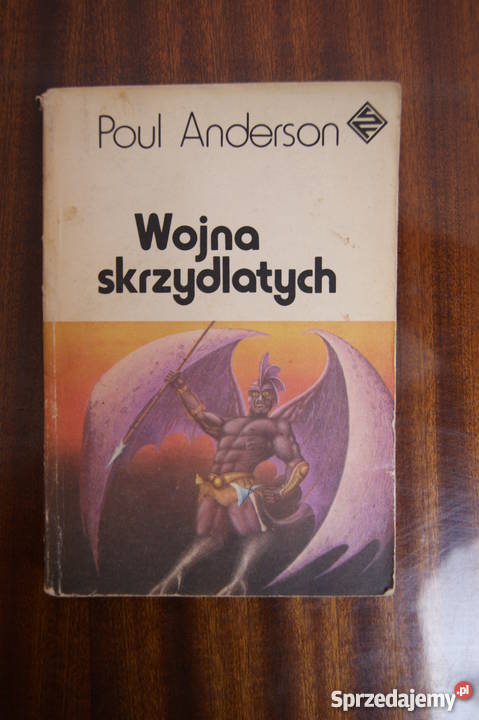 Poul Anderson
Wojna
skrzydlatych
Sprzedajemy.pl